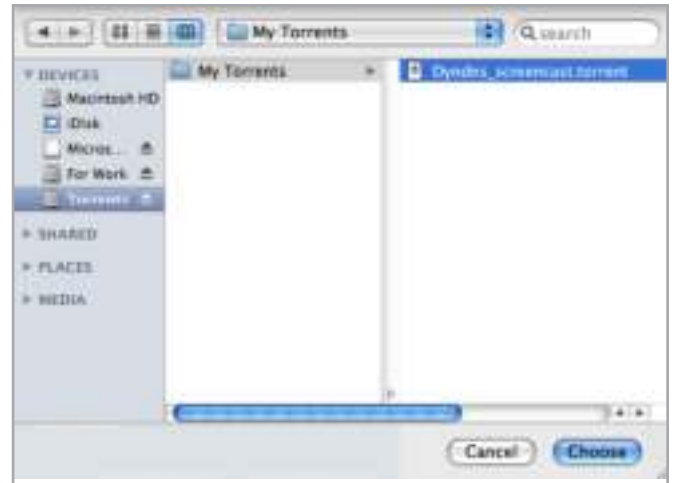 My Torrents
search
DEVICES
Macintosh HD
iDisk
Micros...
For Work
Torrents
SHARED
PLACES
MEDIA
My Torrents
Dyndns_screencast.torrent
Cancel
Choose